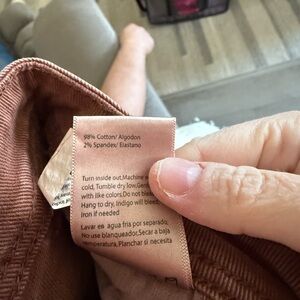 98% Cotton/ Algodon
2% Spandex/ Elastano
Turn inside out.Machine
cold, Tumble dry low.
with like colors.Do not
Hang to dry, Indigo will
Iron if needed
Lavar en agua fria por separado,
No use blanqueador.Secar a baja
temperatura, Planchar si necesita